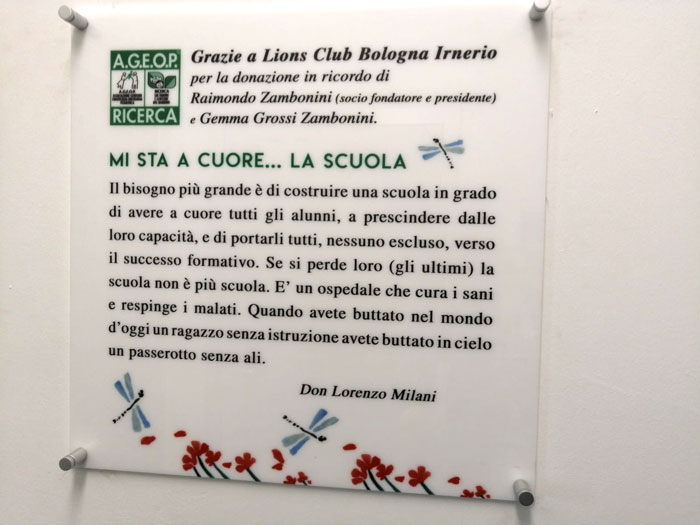 A.G.E.O.P.
RICERCA
Grazie a Lions Club Bologna Irnerio
per la donazione in ricordo di
Raimondo Zambonini (socio fondatore e presidente)
e Gemma Grossi Zambonini.
MI STA A CUORE... LA SCUOLA
Il bisogno più grande è di costruire una scuola in grado
di avere a cuore tutti gli alunni, a prescindere dalle
loro capacità, e di portarli tutti, nessuno escluso, verso
il successo formativo. Se si perde loro (gli ultimi) la
scuola non è più scuola. E' un ospedale che cura i sani
e respinge i malati. Quando avete buttato nel mondo
d'oggi un ragazzo senza istruzione avete buttato in cielo
un passerotto senza ali.
Don Lorenzo Milani